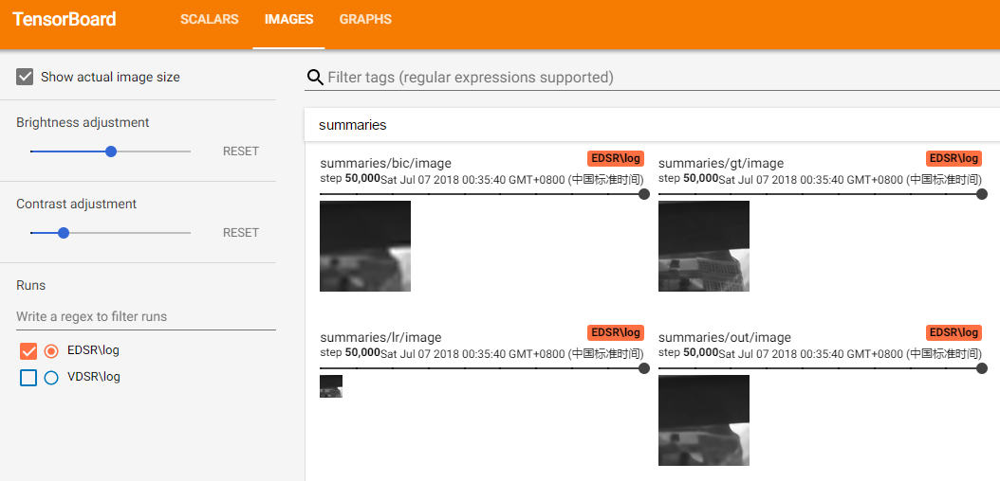 TensorBoard SCALARS IMAGES GRAPHS
Show actual image size
Filter tags (regular expressions supported)
Brightness adjustment
RESET
Contrast adjustment
RESET
Runs
Write a regex to filter runs
EDSR\log
VDSR\log
summaries
summaries/bic/image EDSR\log
step 50,000Sat Jul 07 2018 00:35:40 GMT+0800 (中国标准时间)
summaries/gt/image EDSR\log
step 50,000Sat Jul 07 2018 00:35:40 GMT+0800 (中国标准时间)
summaries/lr/image EDSR\log
step 50,000Sat Jul 07 2018 00:35:40 GMT+0800 (中国标准时间)
summaries/out/image EDSR\log
step 50,000Sat Jul 07 2018 00:35:40 GMT+0800 (中国标准时间)